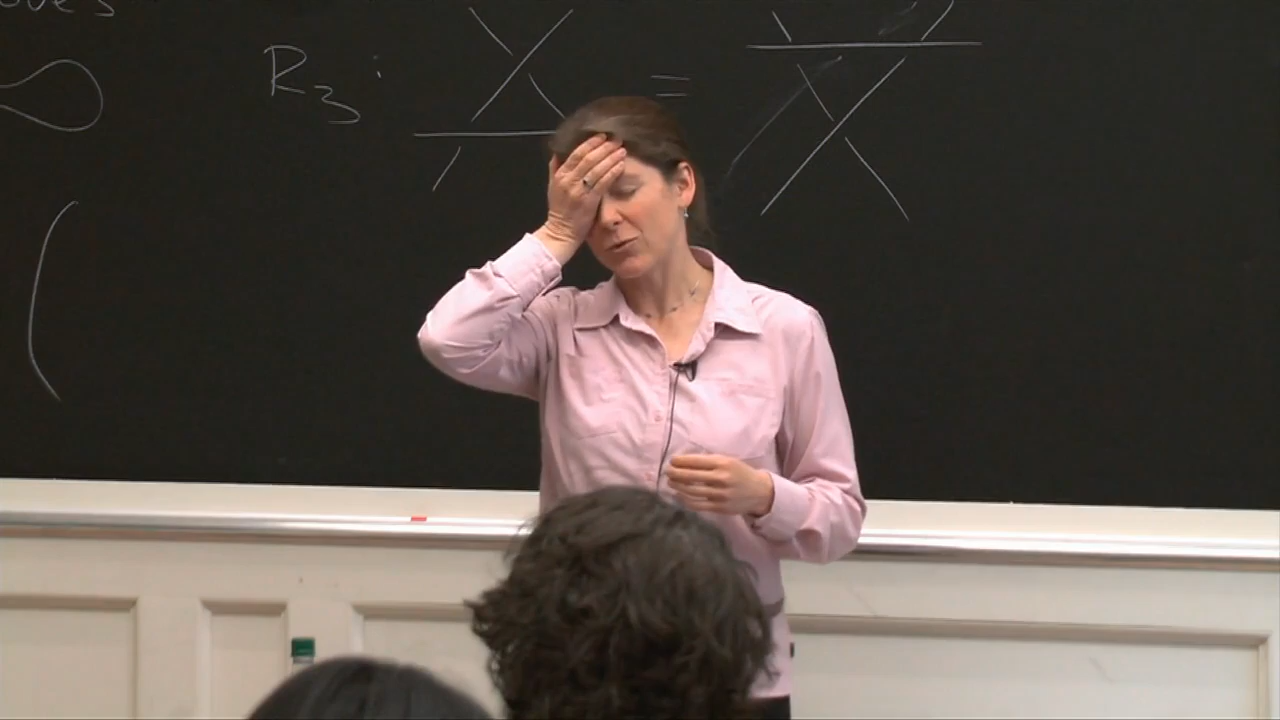 R3:
=